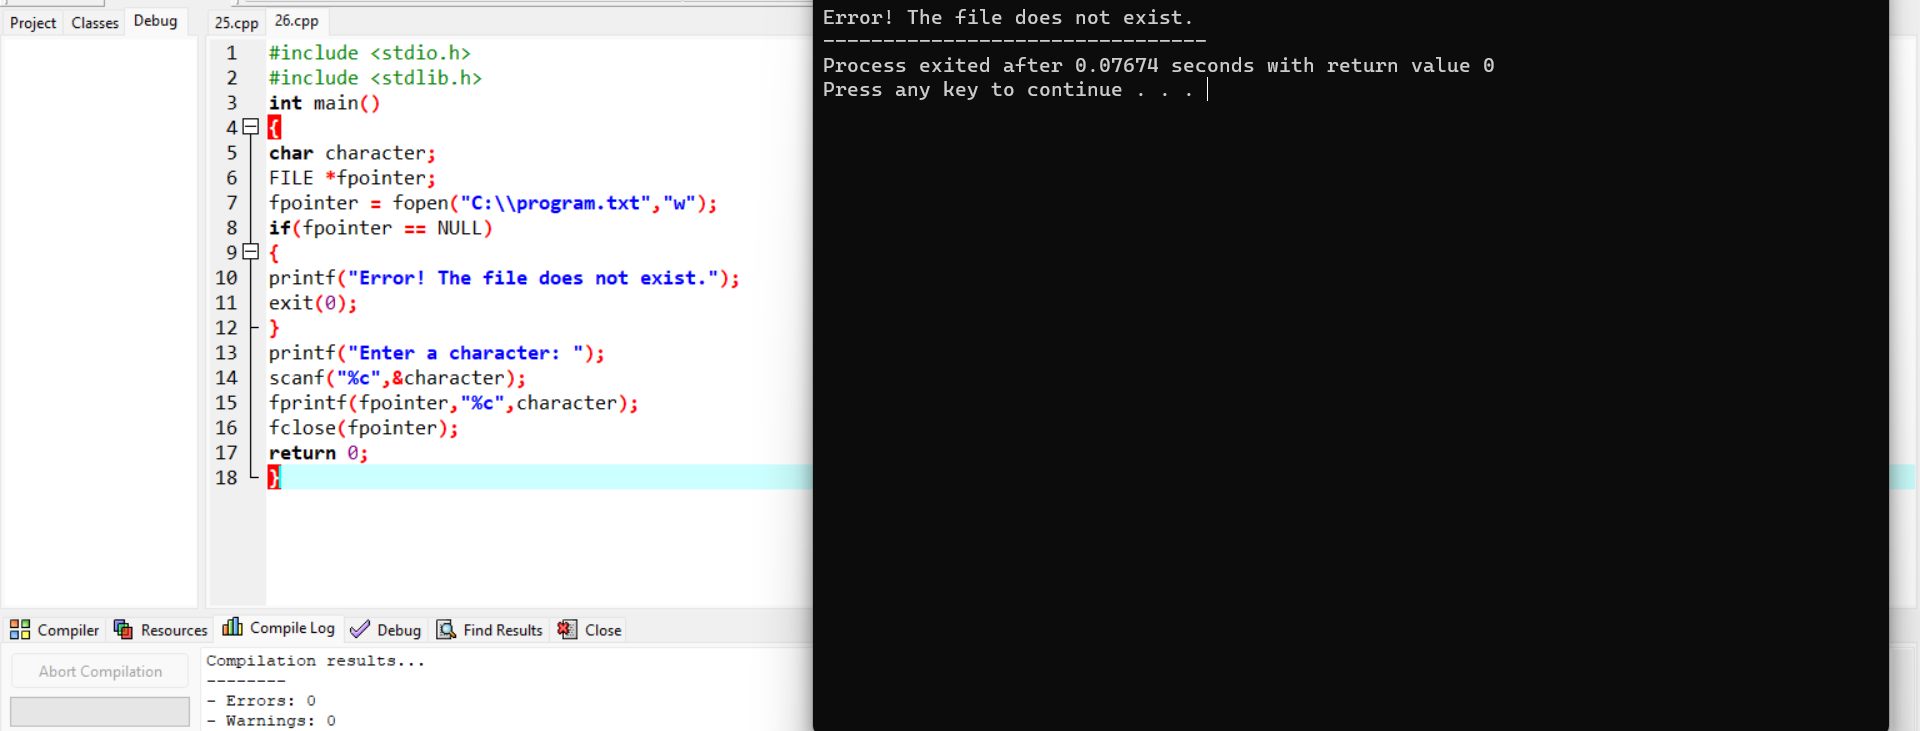 Project Classes Debug
25.cpp 26.cpp
1 #include <stdio.h>
2 #include <stdlib.h>
3 int main()
4 {
5 char character;
6 FILE *fpointer;
7 fpointer = fopen("C:\\program.txt","w");
8 if(fpointer == NULL)
9 {
10 printf("Error! The file does not exist.");
11 exit(0);
12 }
13 printf("Enter a character: ");
14 scanf("%c",&character);
15 fprintf(fpointer,"%c",character);
16 fclose(fpointer);
17 return 0;
18 }
Error! The file does not exist.
--------------------------------
Process exited after 0.07674 seconds with return value 0
Press any key to continue . . .
Compiler Resources Compile Log Debug Find Results Close
Abort Compilation
Compilation results...
--------
- Errors: 0
- Warnings: 0